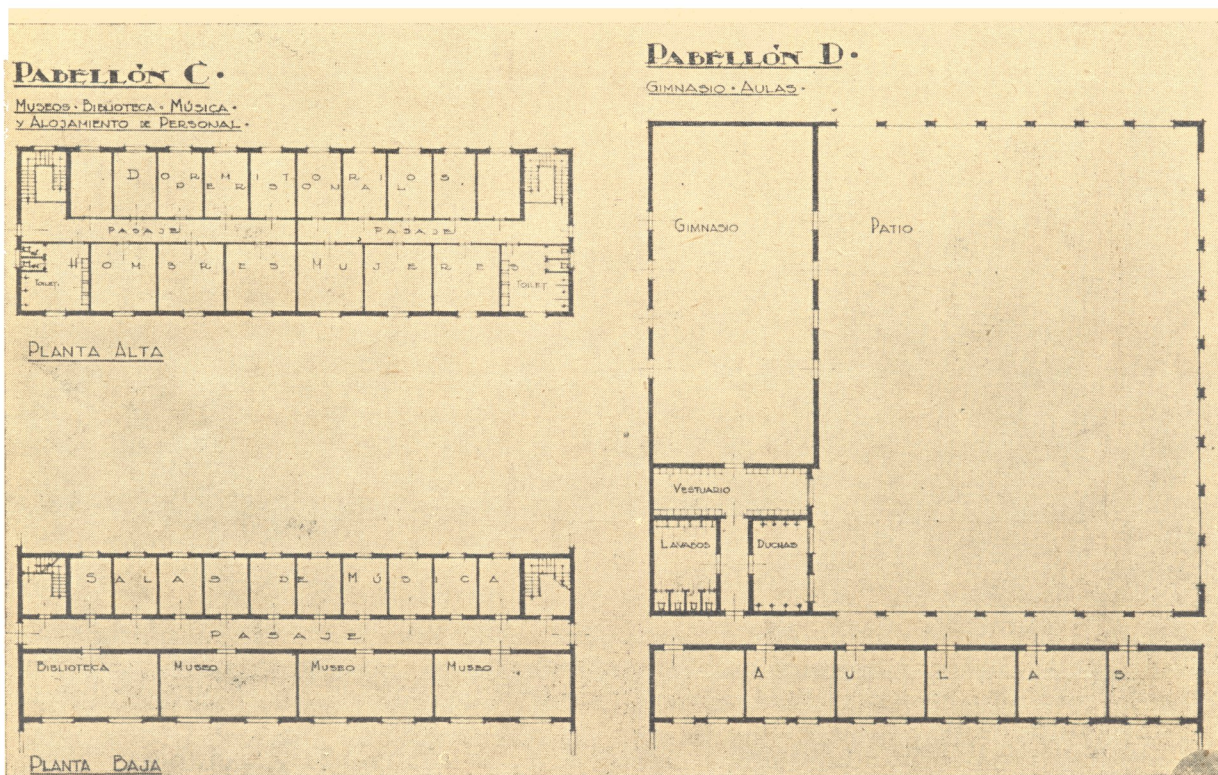 PABELLÓN C.
MUSEOS · BIBLIOTECA · MÚSICA ·
Y ALOJAMIENTO DE PERSONAL ·
DORMITORIOS
PERSONAL
PASAJE PASAJE
HOMBRES MUJERES
TOILET. TOILET
PLANTA ALTA
SALAS DE MÚSICA
PASAJE
BIBLIOTECA MUSEO MUSEO MUSEO
PLANTA BAJA
PABELLÓN D.
GIMNASIO · AULAS ·
GIMNASIO PATIO
VESTUARIO
LAVABOS DUCHAS
AULAS